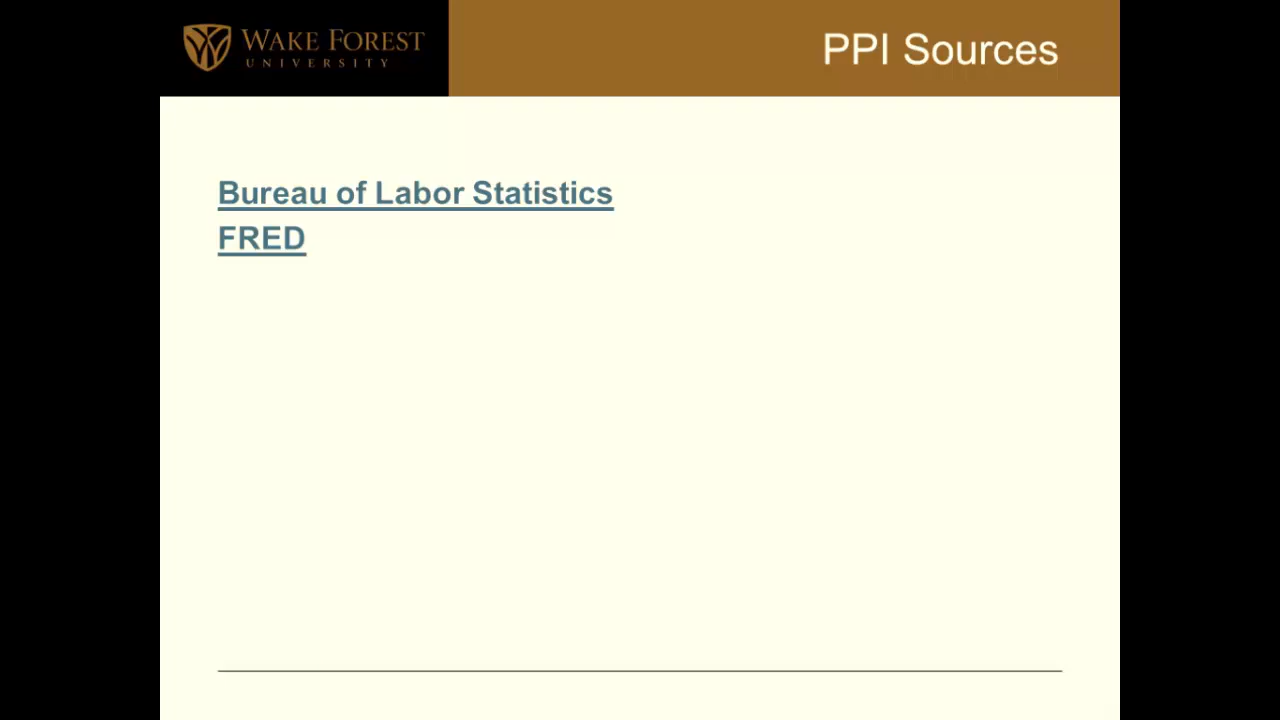 WAKE FOREST
UNIVERSITY
PPI Sources
Bureau of Labor Statistics
FRED